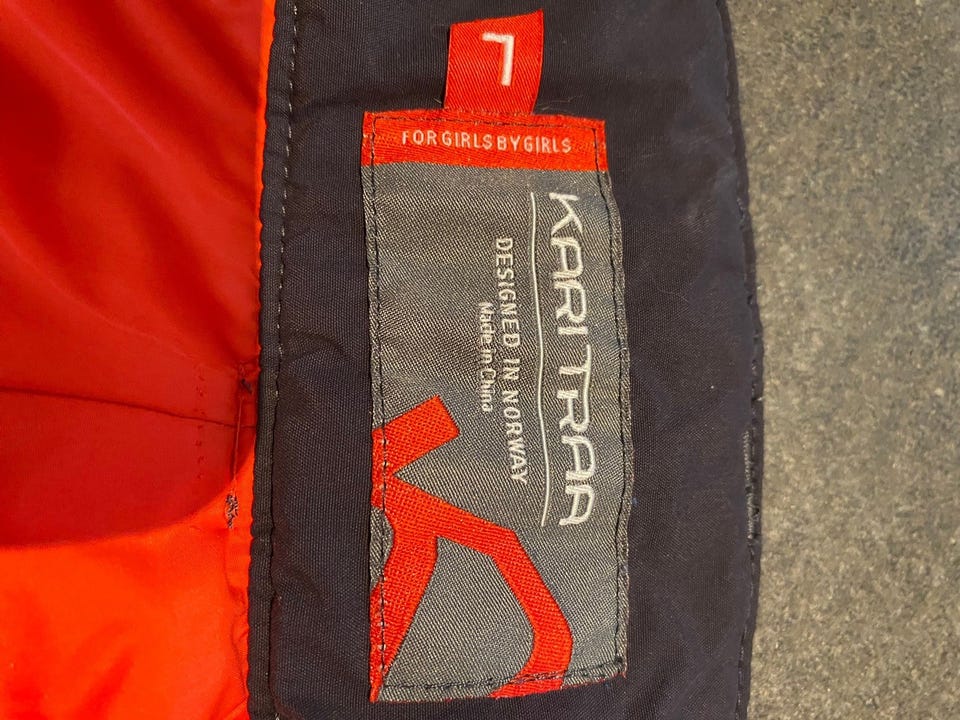 L
FOR GIRLS BY GIRLS
KARI TRAA
DESIGNED IN NORWAY
Made in China